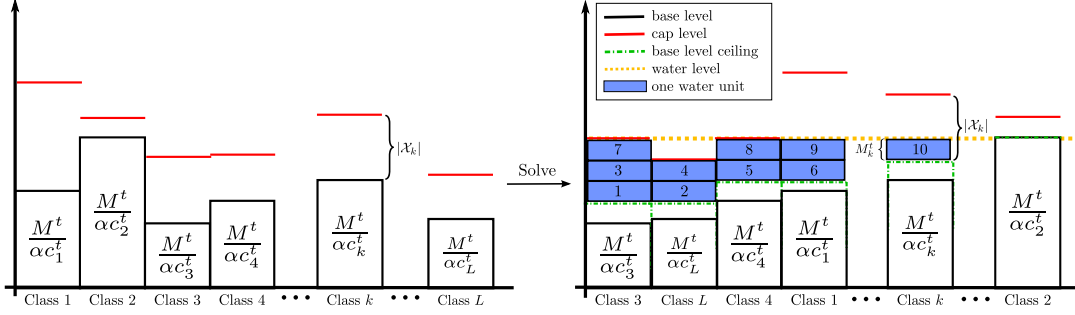 M^t / αc_1^t
M^t / αc_2^t
M^t / αc_3^t
M^t / αc_4^t
M^t / αc_k^t
|𝒳_k|
M^t / αc_L^t
Class 1 Class 2 Class 3 Class 4 ••• Class k ••• Class L
Solve
base level
cap level
base level ceiling
water level
one water unit
7 8 9 M_k^t 10 |𝒳_k|
3 4 5 6
1 2
M^t / αc_3^t
M^t / αc_L^t
M^t / αc_4^t
M^t / αc_1^t
M^t / αc_k^t
M^t / αc_2^t
Class 3 Class L Class 4 Class 1 ••• Class k ••• Class 2